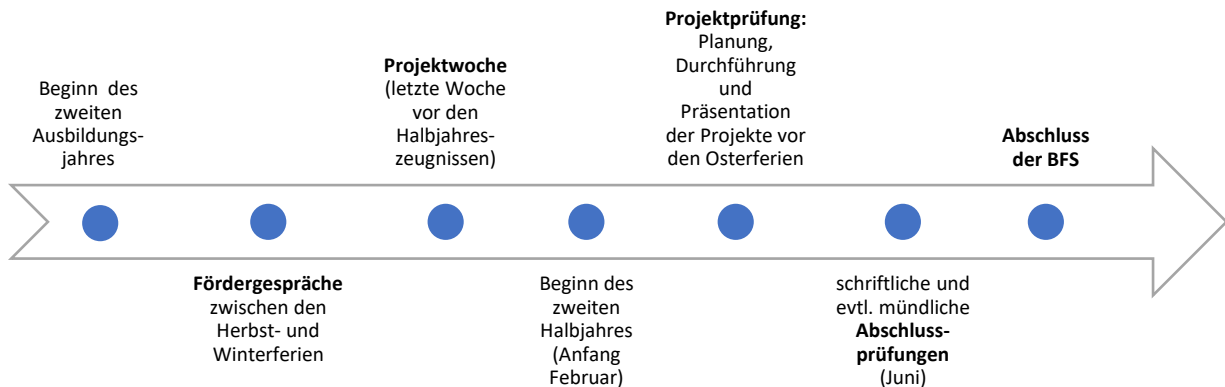 Beginn des
zweiten
Ausbildungs-
jahres
Fördergespräche
zwischen den
Herbst- und
Winterferien
Projektwoche
(letzte Woche
vor den
Halbjahres-
zeugnissen)
Beginn des
zweiten
Halbjahres
(Anfang
Februar)
Projektprüfung:
Planung,
Durchführung
und
Präsentation
der Projekte vor
den Osterferien
schriftliche und
evtl. mündliche
Abschluss-
prüfungen
(Juni)
Abschluss
der BFS